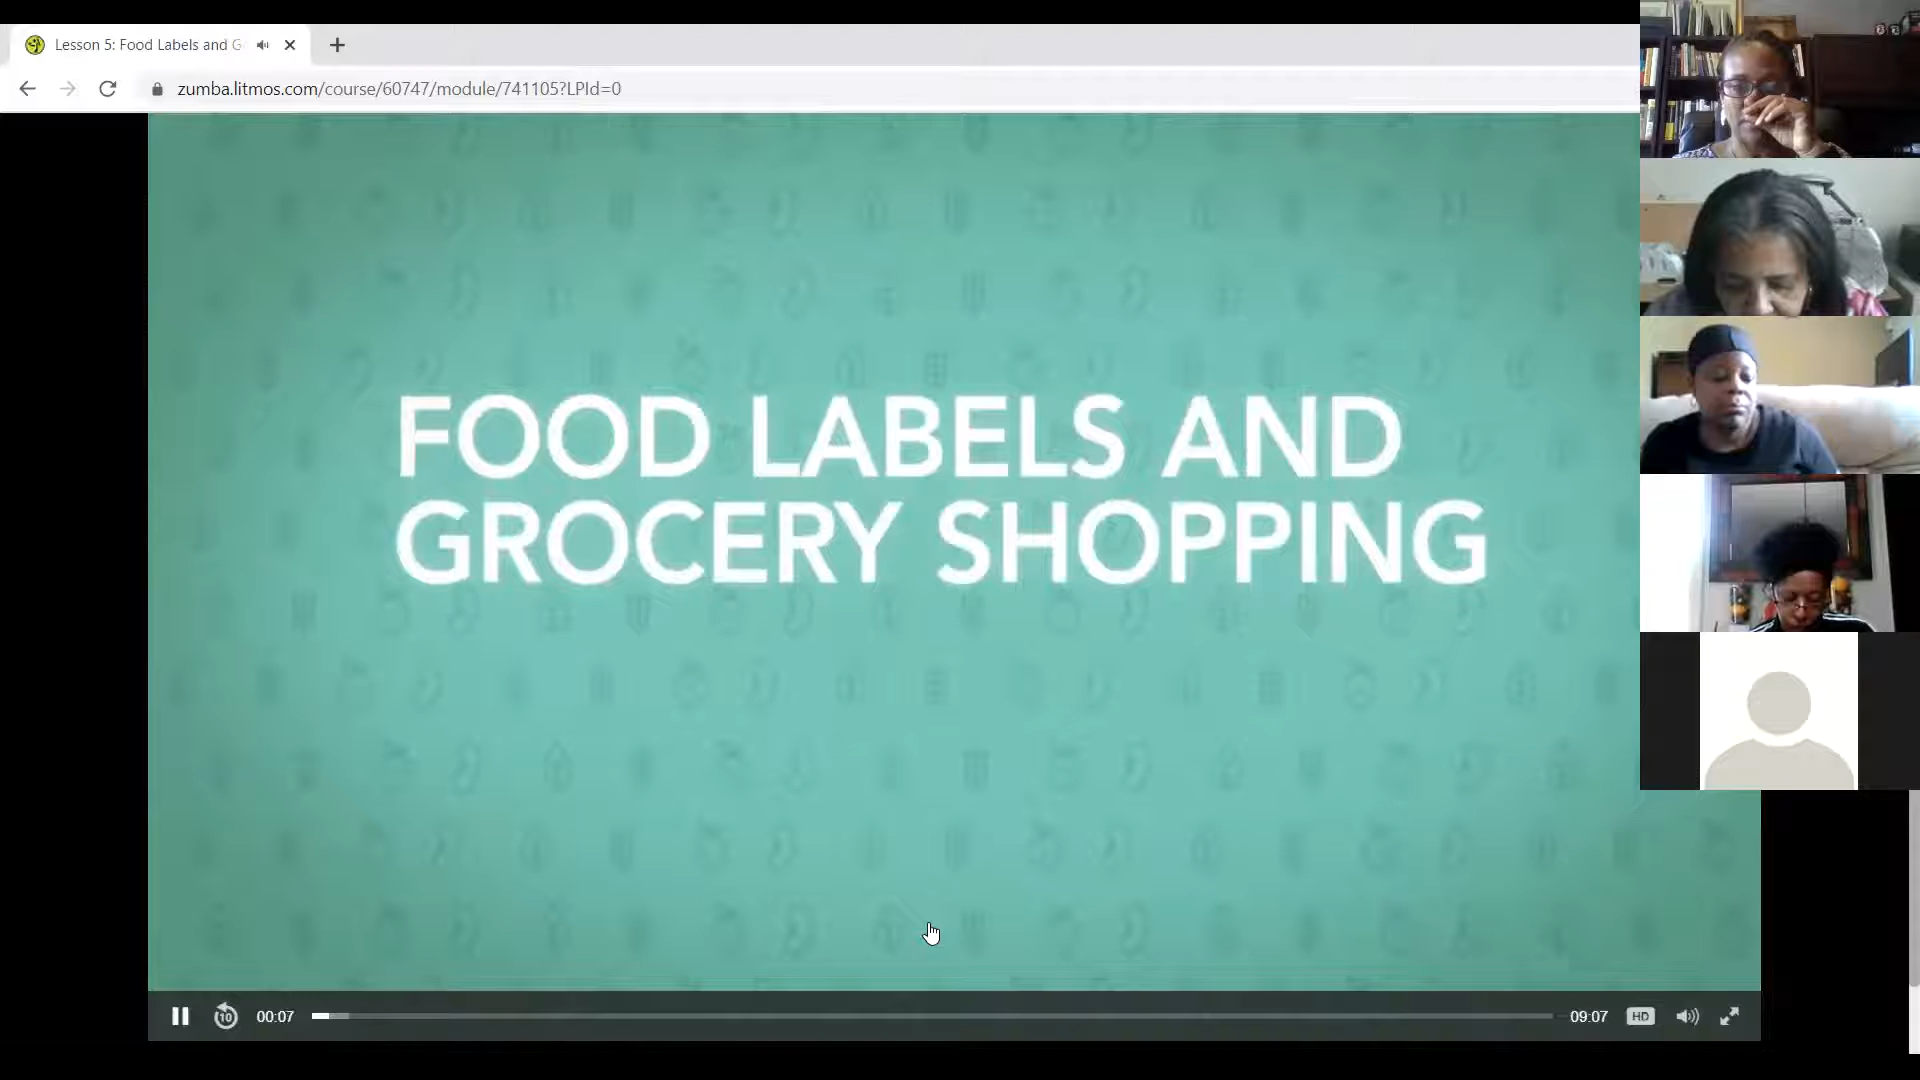 Lesson 5: Food Labels and G
zumba.litmos.com/course/60747/module/741105?LPId=0
FOOD LABELS AND
GROCERY SHOPPING
10
00:07
09:07
HD